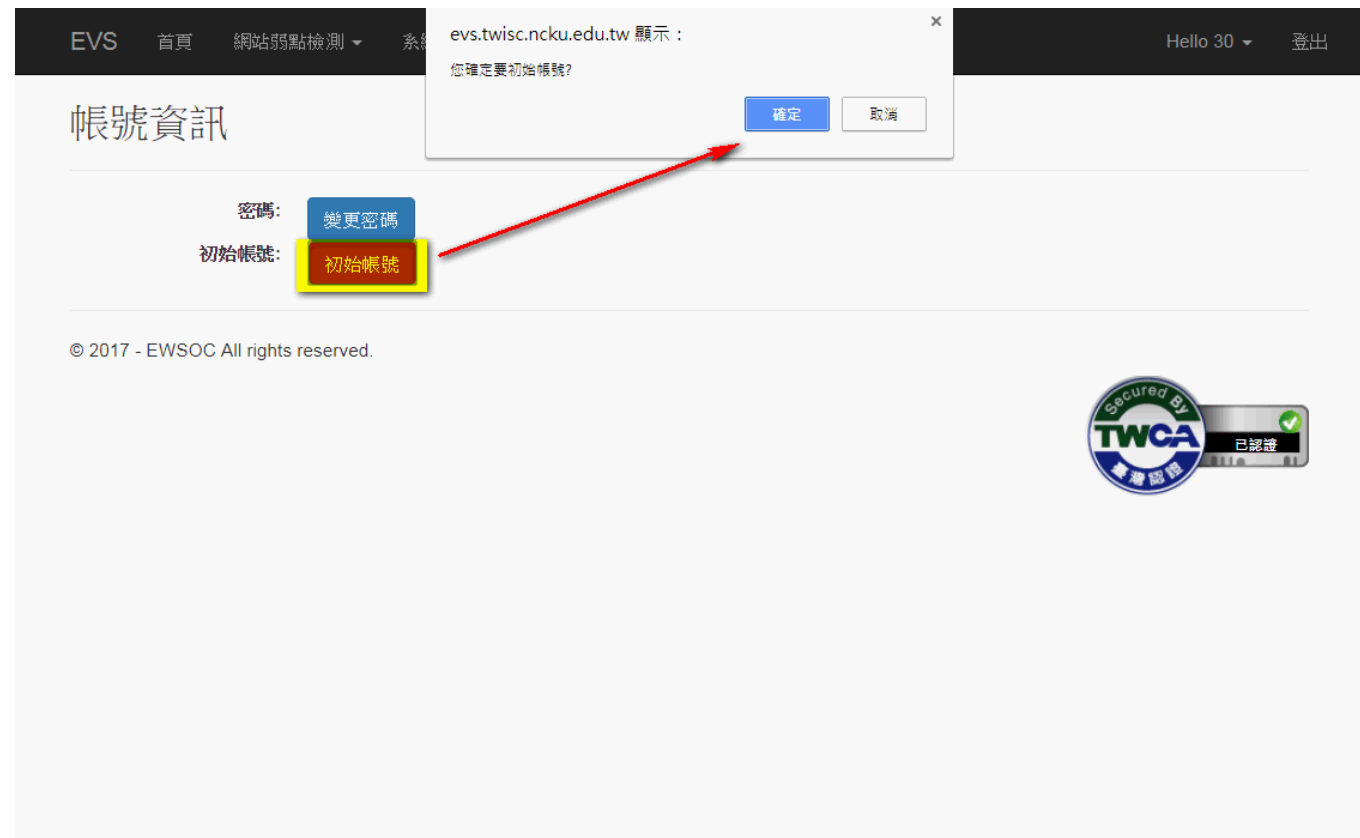 EVS 首頁 網站弱點檢測 Hello 30 登出
evs.twisc.ncku.edu.tw 顯示：
您確定要初始帳號?
確定 取消
帳號資訊
密碼: 變更密碼
初始帳號: 初始帳號
© 2017 - EWSOC All rights reserved.
Secured By
TWCA
已認證
臺灣認證